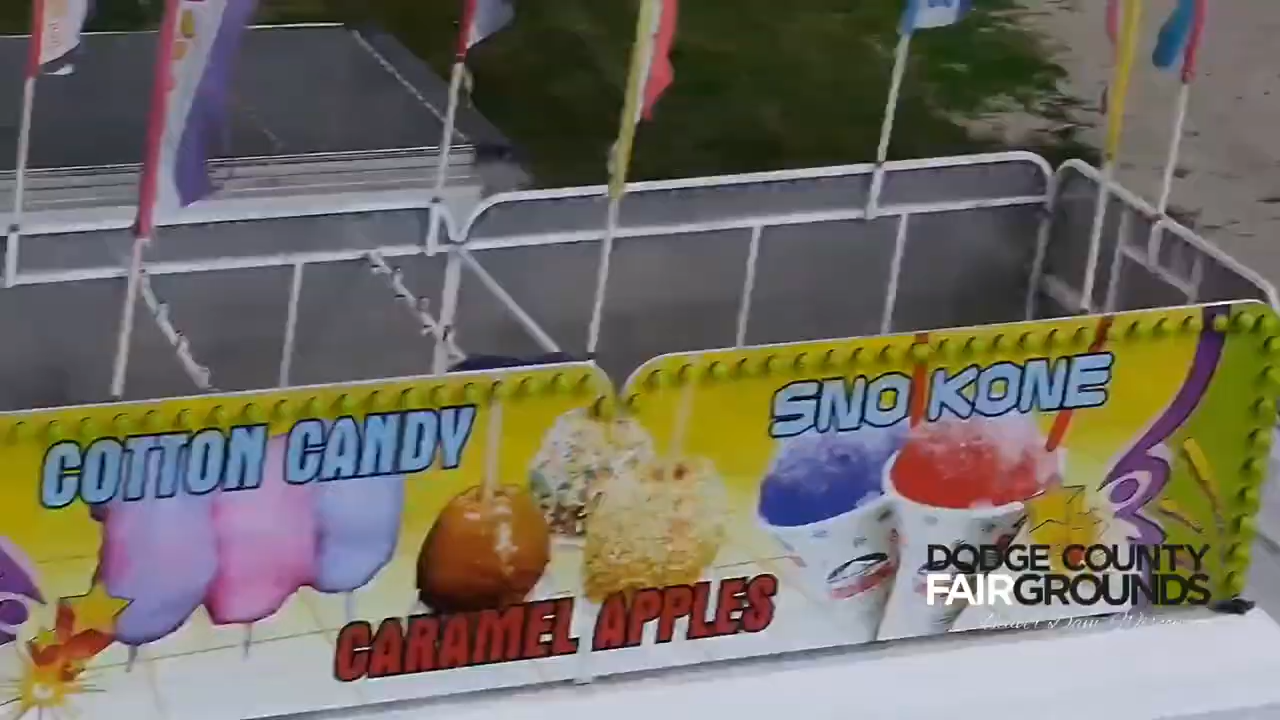 COTTON CANDY
CARAMEL APPLES
SNO KONE
DODGE COUNTY
FAIRGROUNDS